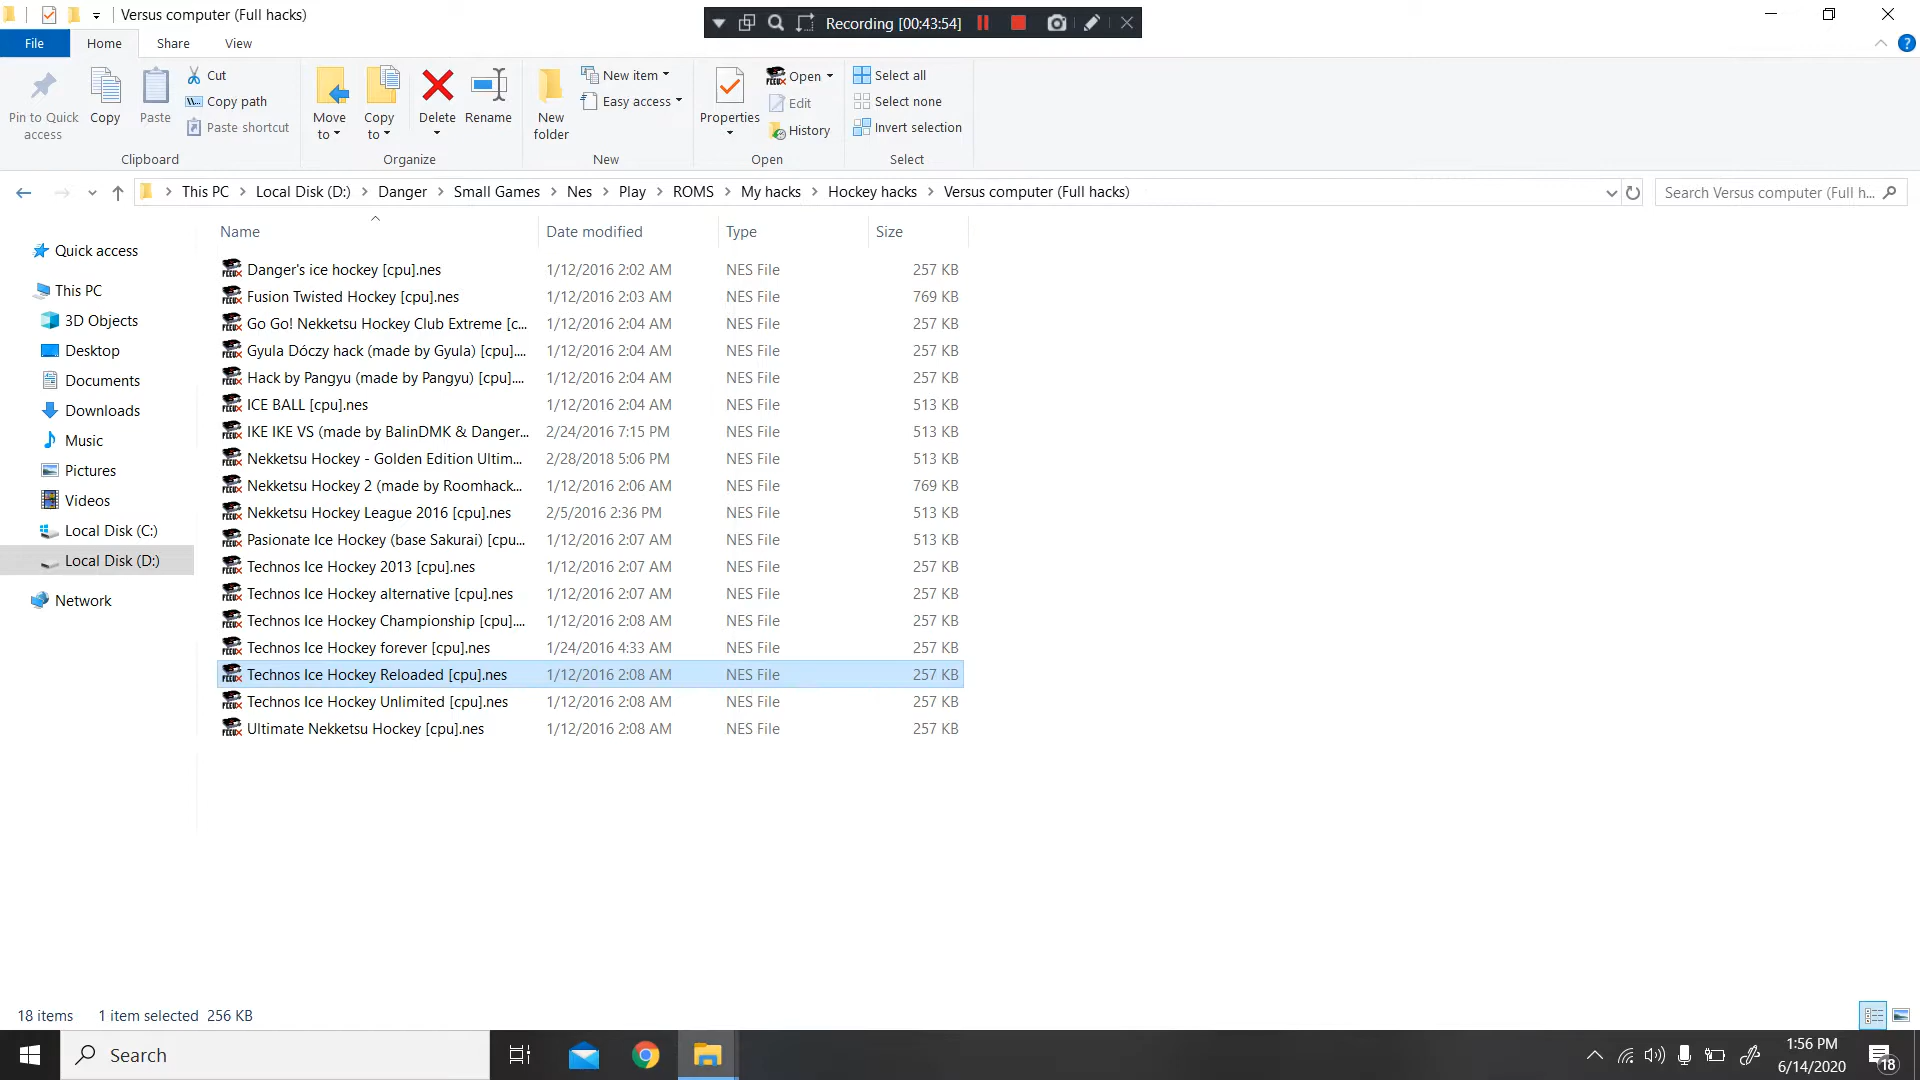 Versus computer (Full hacks)
Recording [00:43:54]
File
Home
Share
View
Pin to Quick access
Copy
Paste
Cut
Copy path
Paste shortcut
Clipboard
Move to
Copy to
Delete
Rename
Organize
New folder
New item
Easy access
New
Properties
Open
Edit
History
Open
Select all
Select none
Invert selection
Select
This PC > Local Disk (D:) > Danger > Small Games > Nes > Play > ROMS > My hacks > Hockey hacks > Versus computer (Full hacks)
Search Versus computer (Full h...
Quick access
This PC
3D Objects
Desktop
Documents
Downloads
Music
Pictures
Videos
Local Disk (C:)
Local Disk (D:)
Network
Name Date modified Type Size
Danger's ice hockey [cpu].nes 1/12/2016 2:02 AM NES File 257 KB
Fusion Twisted Hockey [cpu].nes 1/12/2016 2:03 AM NES File 769 KB
Go Go! Nekketsu Hockey Club Extreme [c... 1/12/2016 2:04 AM NES File 257 KB
Gyula Dóczy hack (made by Gyula) [cpu].... 1/12/2016 2:04 AM NES File 257 KB
Hack by Pangyu (made by Pangyu) [cpu].... 1/12/2016 2:04 AM NES File 257 KB
ICE BALL [cpu].nes 1/12/2016 2:04 AM NES File 513 KB
IKE IKE VS (made by BalinDMK & Danger... 2/24/2016 7:15 PM NES File 513 KB
Nekketsu Hockey - Golden Edition Ultim... 2/28/2018 5:06 PM NES File 513 KB
Nekketsu Hockey 2 (made by Roomhack... 1/12/2016 2:06 AM NES File 769 KB
Nekketsu Hockey League 2016 [cpu].nes 2/5/2016 2:36 PM NES File 513 KB
Pasionate Ice Hockey (base Sakurai) [cpu... 1/12/2016 2:07 AM NES File 513 KB
Technos Ice Hockey 2013 [cpu].nes 1/12/2016 2:07 AM NES File 257 KB
Technos Ice Hockey alternative [cpu].nes 1/12/2016 2:07 AM NES File 257 KB
Technos Ice Hockey Championship [cpu].... 1/12/2016 2:08 AM NES File 257 KB
Technos Ice Hockey forever [cpu].nes 1/24/2016 4:33 AM NES File 257 KB
Technos Ice Hockey Reloaded [cpu].nes 1/12/2016 2:08 AM NES File 257 KB
Technos Ice Hockey Unlimited [cpu].nes 1/12/2016 2:08 AM NES File 257 KB
Ultimate Nekketsu Hockey [cpu].nes 1/12/2016 2:08 AM NES File 257 KB
18 items 1 item selected 256 KB
Search
1:56 PM
6/14/2020
18